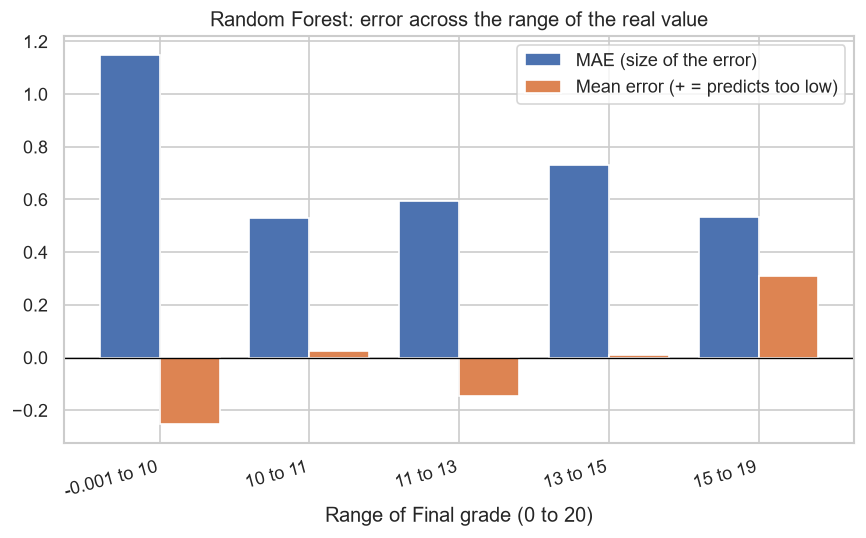 Random Forest: error across the range of the real value
MAE (size of the error)
Mean error (+ = predicts too low)
1.2
1.0
0.8
0.6
0.4
0.2
0.0
−0.2
-0.001 to 10
10 to 11
11 to 13
13 to 15
15 to 19
Range of Final grade (0 to 20)